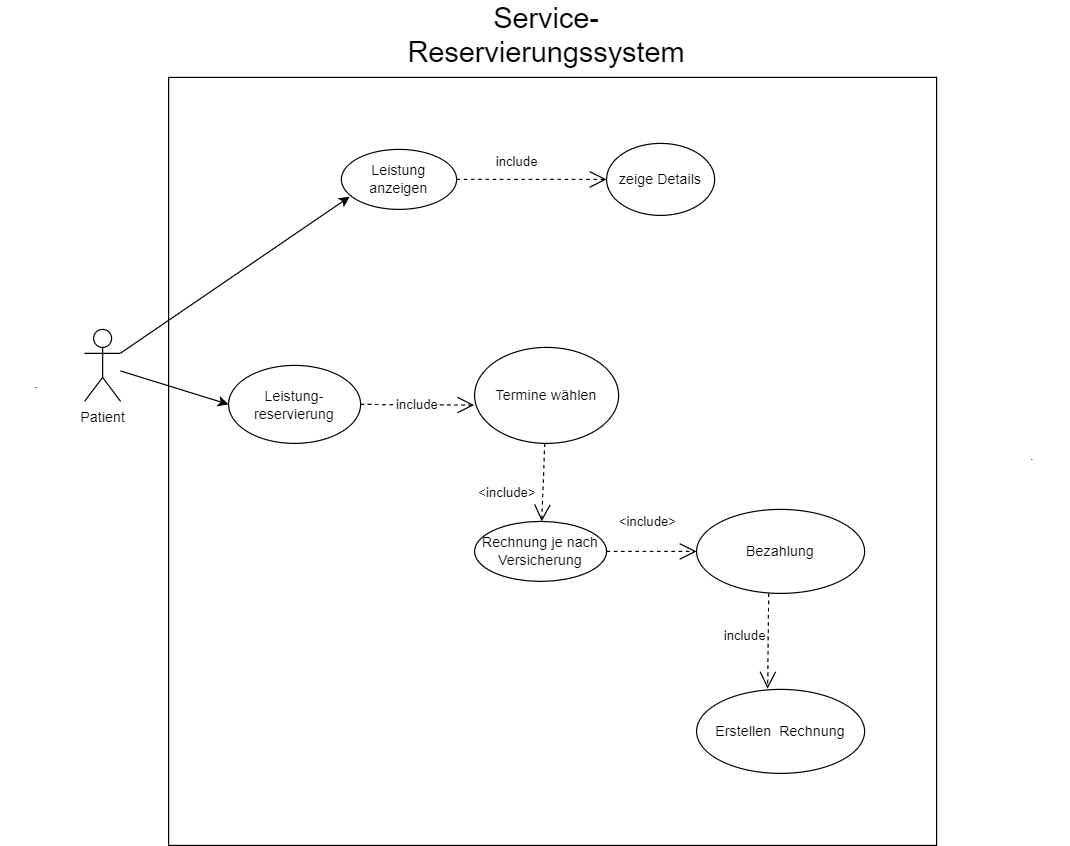 Service-
Reservierungssystem
Leistung
anzeigen
include
zeige Details
Patient
Leistung-
reservierung
include
Termine wählen
<include>
Rechnung je nach
Versicherung
<include>
Bezahlung
include
Erstellen  Rechnung